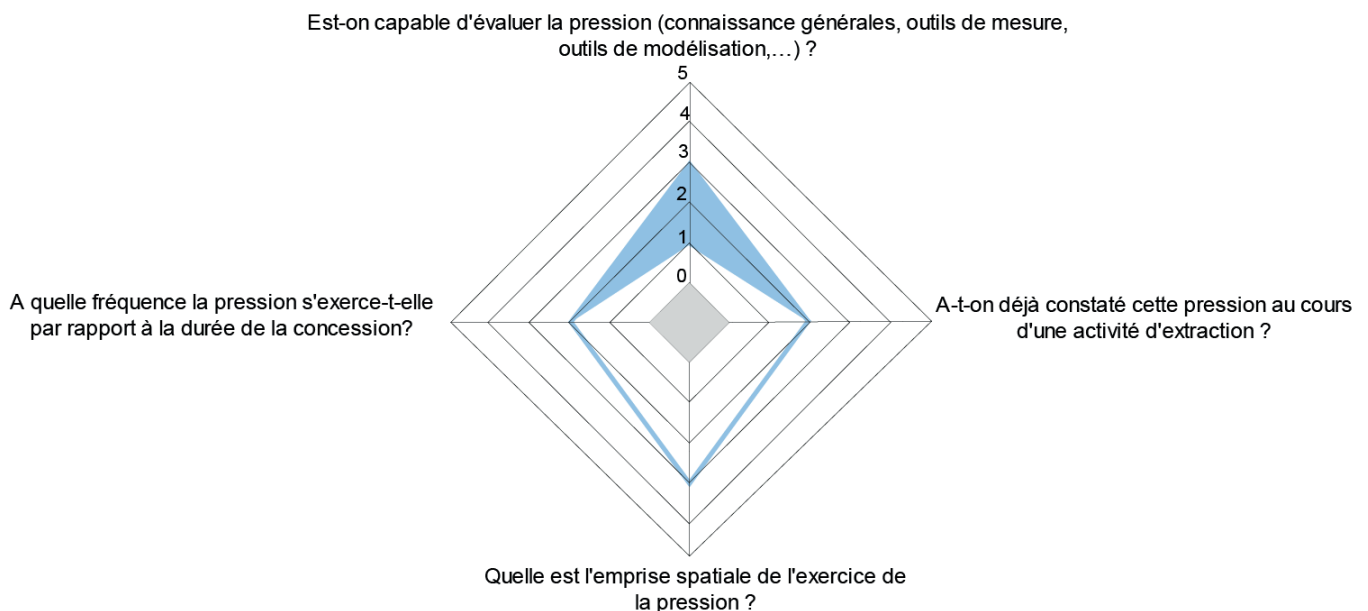 Est-on capable d'évaluer la pression (connaissance générales, outils de mesure,
outils de modélisation,…) ?
5
4
3
2
1
0
A quelle fréquence la pression s'exerce-t-elle
par rapport à la durée de la concession?
A-t-on déjà constaté cette pression au cours
d'une activité d'extraction ?
Quelle est l'emprise spatiale de l'exercice de
la pression ?